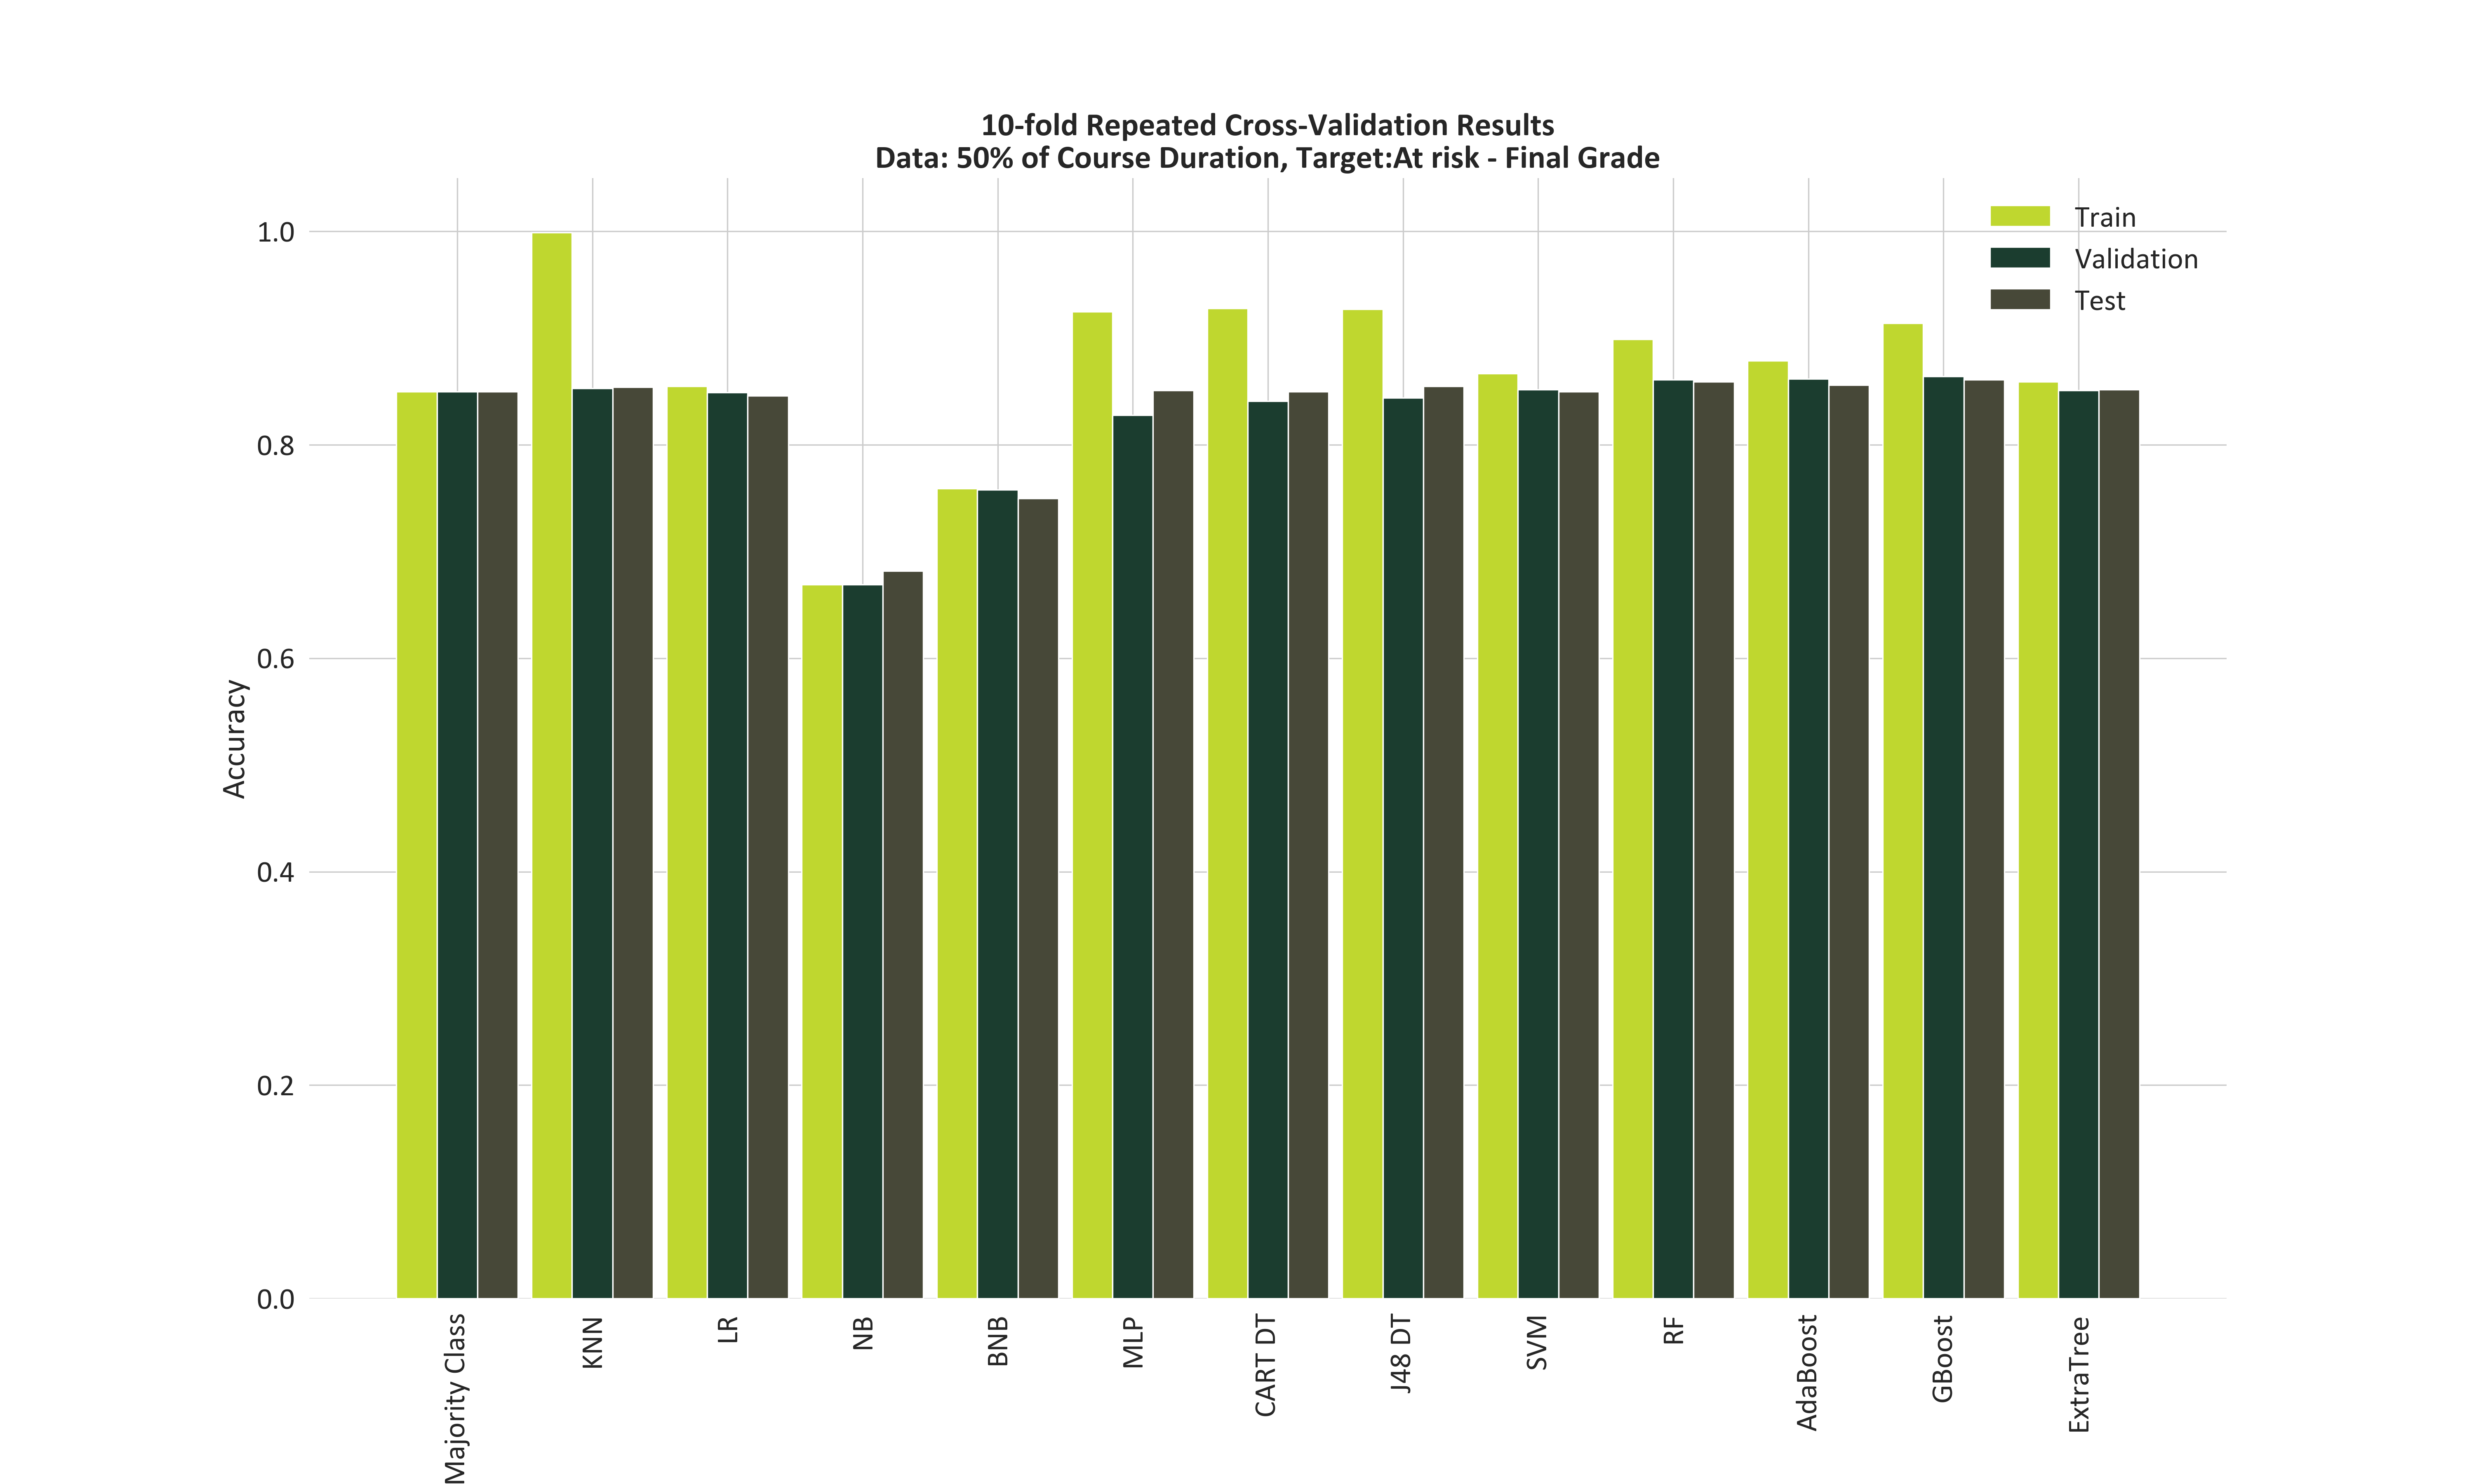 10-fold Repeated Cross-Validation Results
Data: 50% of Course Duration, Target:At risk - Final Grade
Train
Validation
Test
Accuracy
1.0
0.8
0.6
0.4
0.2
0.0
Majority Class
KNN
LR
NB
BNB
MLP
CART DT
J48 DT
SVM
RF
AdaBoost
GBoost
ExtraTree